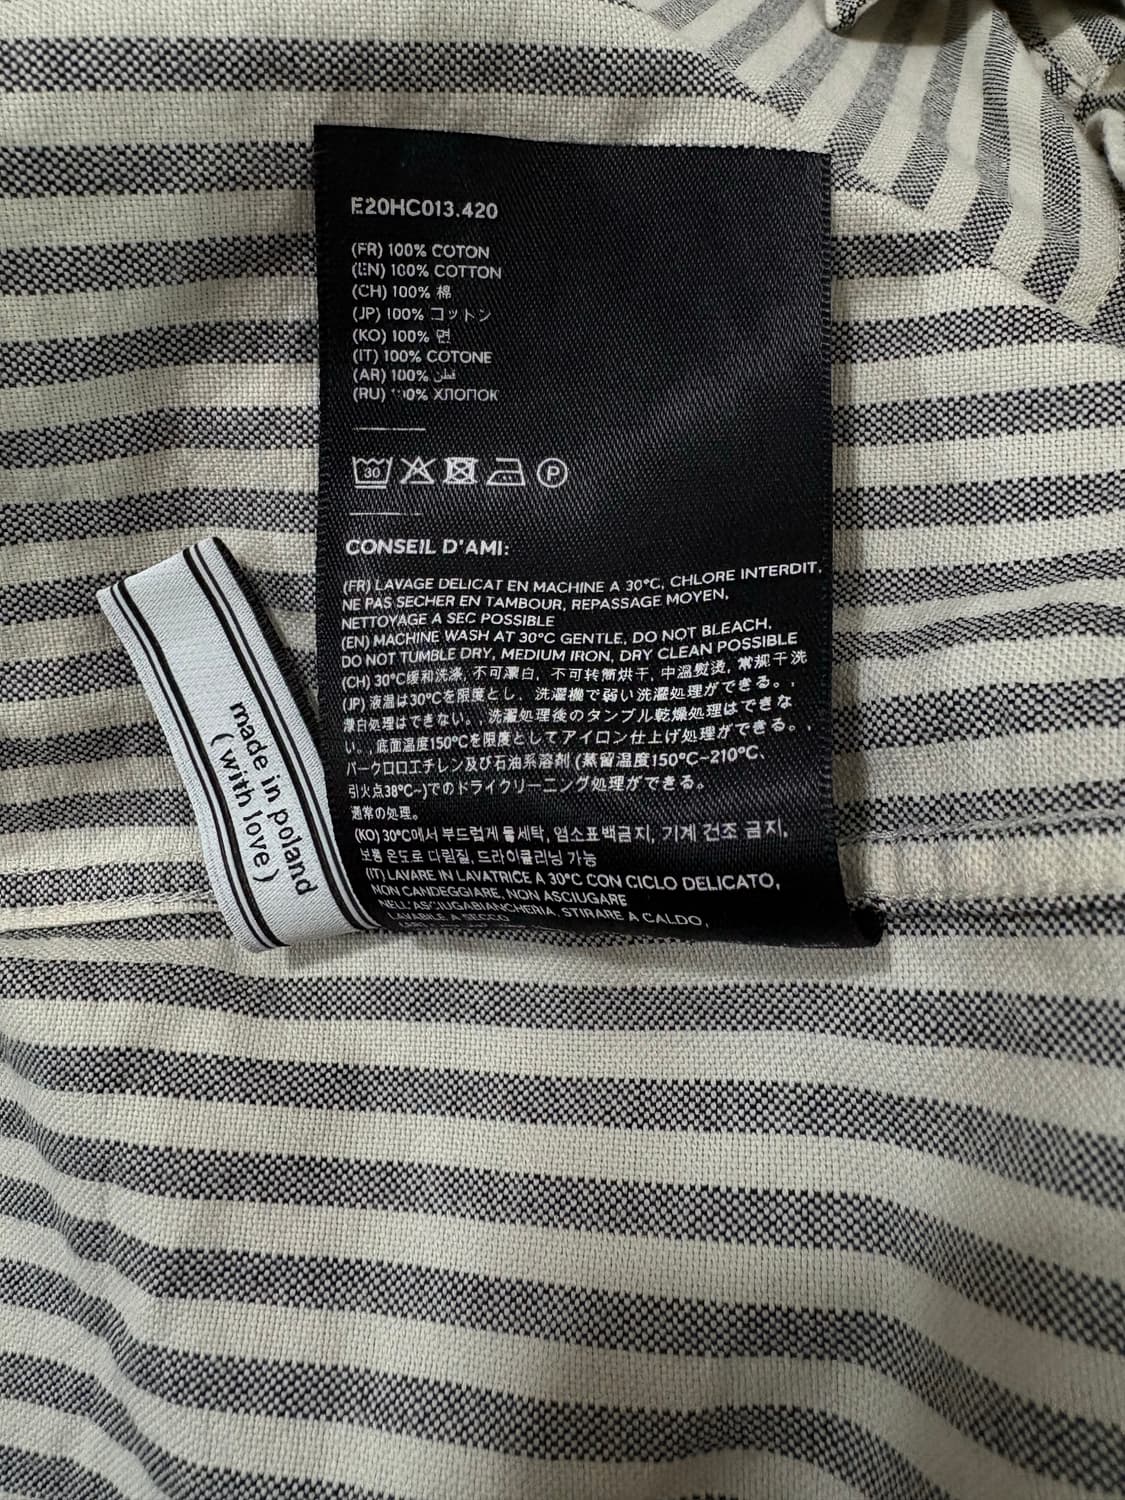 E20HC013.420
(FR) 100% COTON
(EN) 100% COTTON
(CH) 100% 棉
(JP) 100% コットン
(KO) 100% 면
(IT) 100% COTONE
(AR) 100% قطن
(RU) 100% ХЛОПОК
30
P
CONSEIL D'AMI:
(FR) LAVAGE DELICAT EN MACHINE A 30°C, CHLORE INTERDIT,
NE PAS SECHER EN TAMBOUR, REPASSAGE MOYEN,
NETTOYAGE A SEC POSSIBLE
(EN) MACHINE WASH AT 30°C GENTLE, DO NOT BLEACH,
DO NOT TUMBLE DRY, MEDIUM IRON, DRY CLEAN POSSIBLE
(CH) 30°C缓和洗涤, 不可漂白, 不可转筒烘干, 中温熨烫, 常规干洗
(JP) 液温は30°Cを限度とし、洗濯機で弱い洗濯処理ができる。,
漂白処理はできない。, 洗濯処理後のタンブル乾燥処理はできな
い。, 底面温度150°Cを限度としてアイロン仕上げ処理ができる。,
パークロロエチレン及び石油系溶剤 (蒸留温度150°C~210°C、
引火点38°C~)でのドライクリーニング処理ができる。
通常の処理。
(KO) 30°C에서 부드럽게 물세탁, 염소표백금지, 기계 건조 금지,
보통 온도로 다림질, 드라이클리닝 가능
(IT) LAVARE IN LAVATRICE A 30°C CON CICLO DELICATO,
NON CANDEGGIARE, NON ASCIUGARE
NELL'ASCIUGABIANCHERIA, STIRARE A CALDO,
LAVABILE A SECCO
made in poland
(with love)